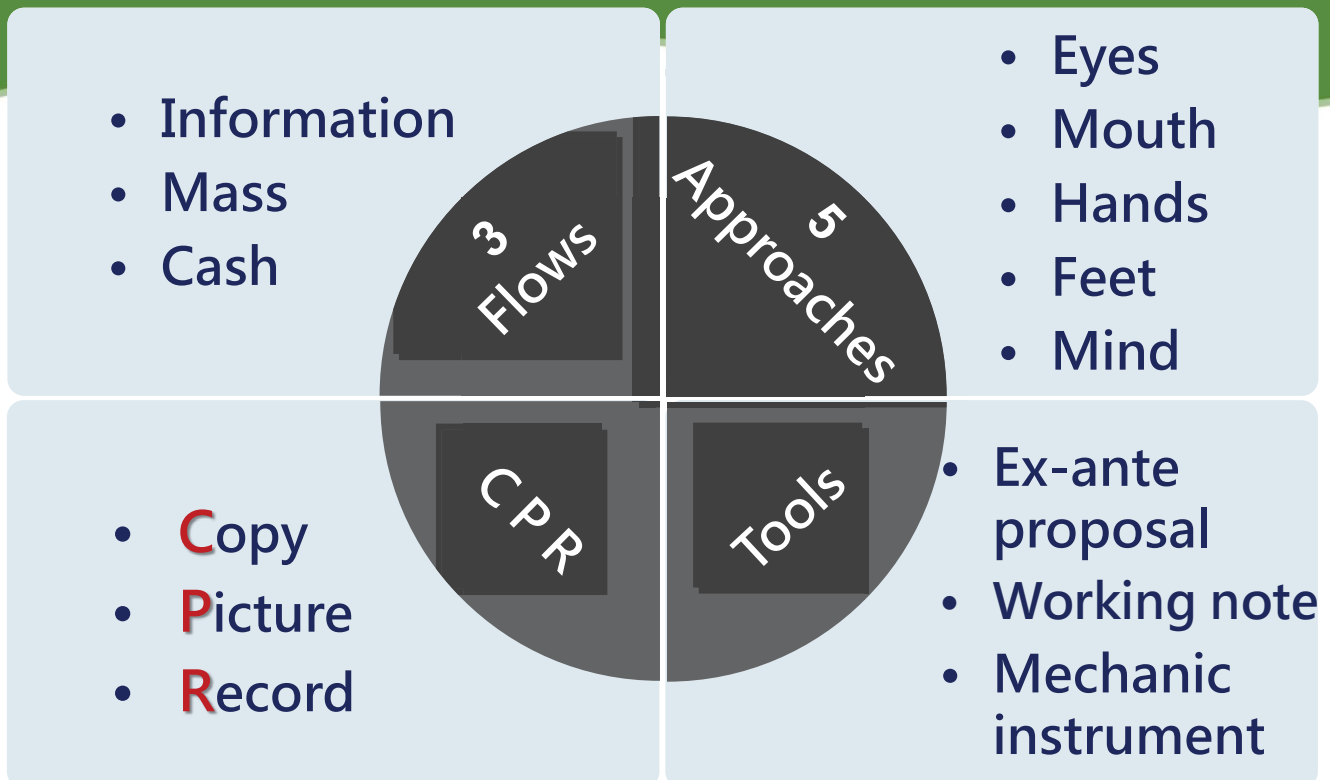 • Information
• Mass
• Cash
3
Flows
5
Approaches
• Eyes
• Mouth
• Hands
• Feet
• Mind
C P R
• Copy
• Picture
• Record
Tools
• Ex-ante
proposal
• Working note
• Mechanic
instrument